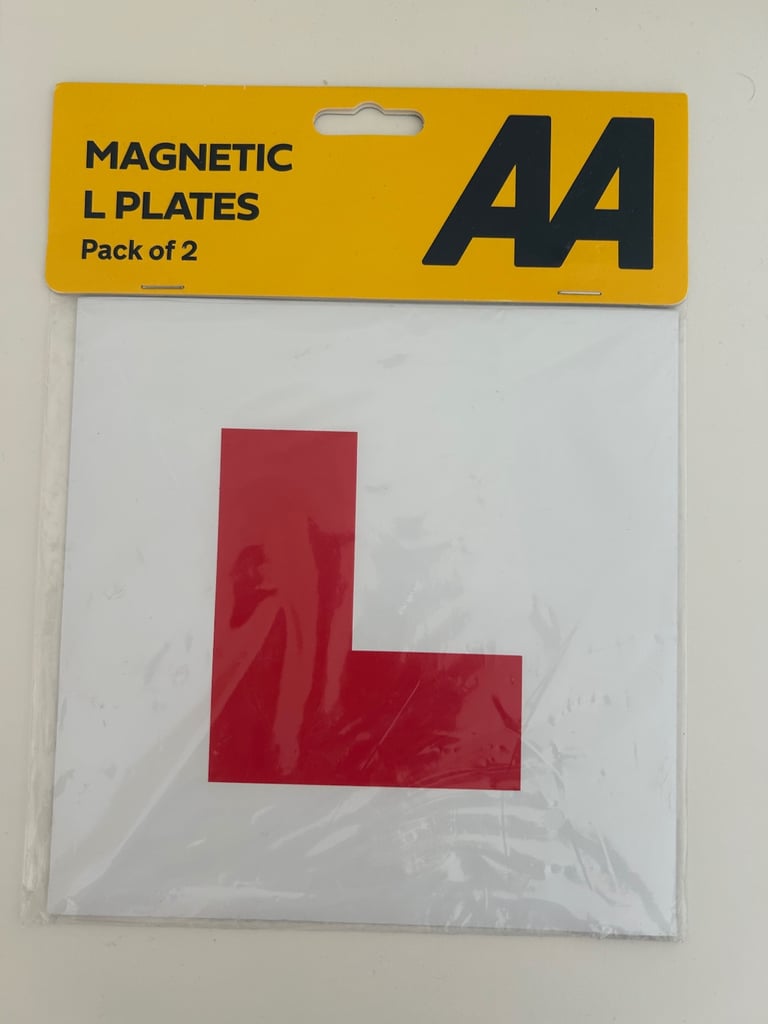 MAGNETIC
L PLATES
Pack of 2
AA
L